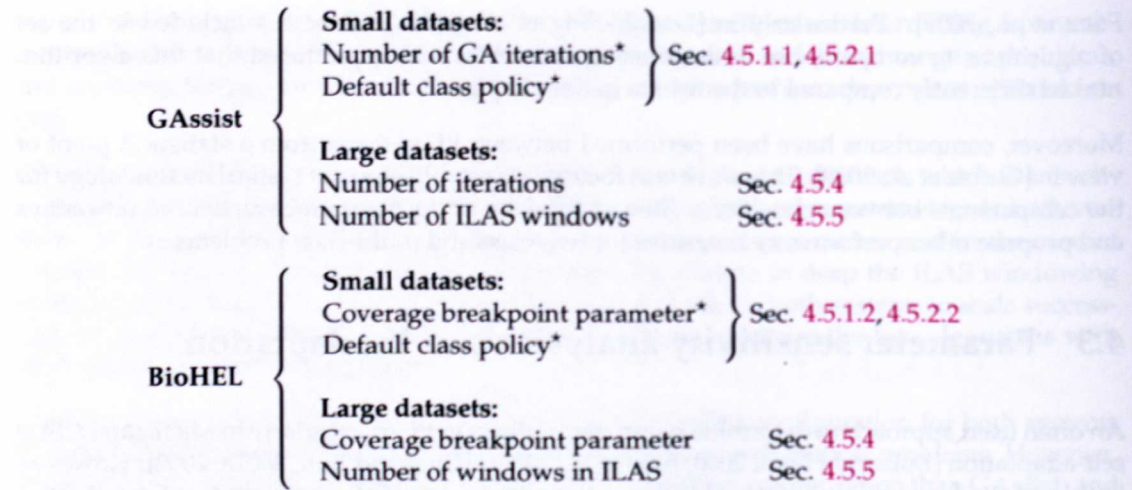 Small datasets:
Number of GA iterations* Sec. 4.5.1.1, 4.5.2.1
Default class policy*
GAssist
Large datasets:
Number of iterations Sec. 4.5.4
Number of ILAS windows Sec. 4.5.5
Small datasets:
Coverage breakpoint parameter* Sec. 4.5.1.2, 4.5.2.2
Default class policy*
BioHEL
Large datasets:
Coverage breakpoint parameter Sec. 4.5.4
Number of windows in ILAS Sec. 4.5.5